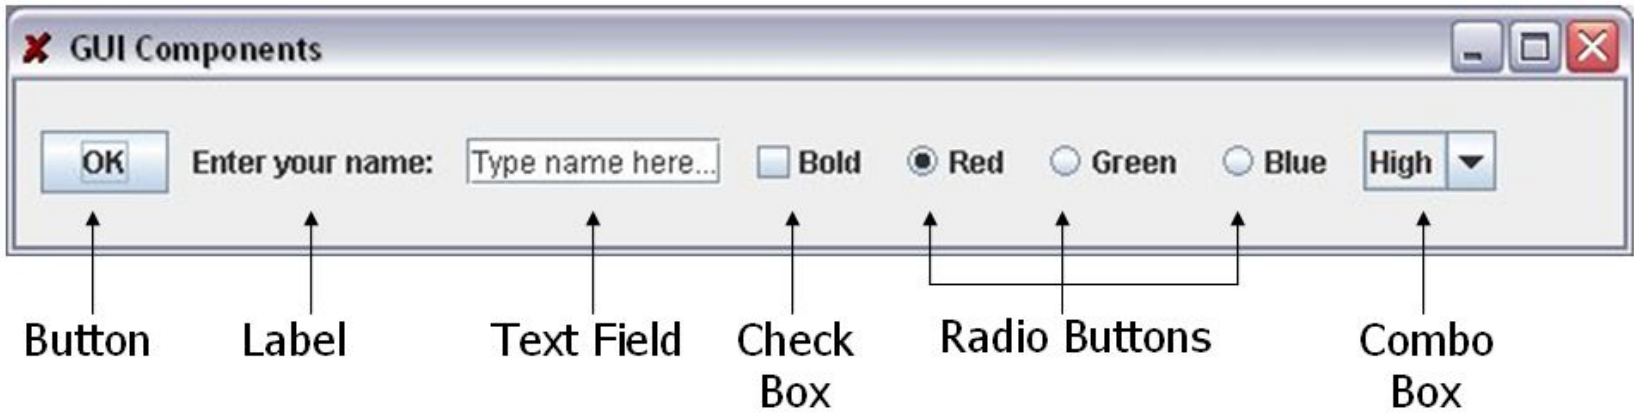 GUI Components
OK Enter your name: Type name here... Bold Red Green Blue High
Button Label Text Field Check Box Radio Buttons Combo Box